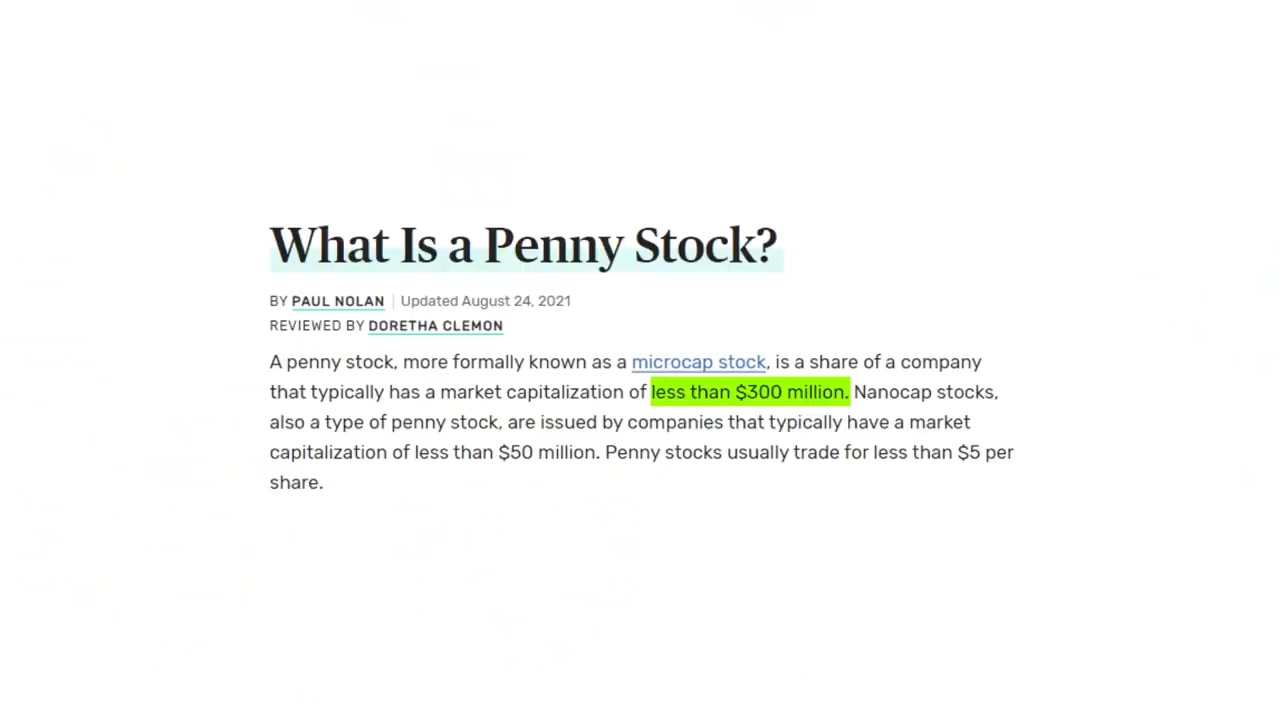 What Is a Penny Stock?
BY PAUL NOLAN | Updated August 24, 2021
REVIEWED BY DORETHA CLEMON
A penny stock, more formally known as a microcap stock, is a share of a company
that typically has a market capitalization of less than $300 million. Nanocap stocks,
also a type of penny stock, are issued by companies that typically have a market
capitalization of less than $50 million. Penny stocks usually trade for less than $5 per
share.